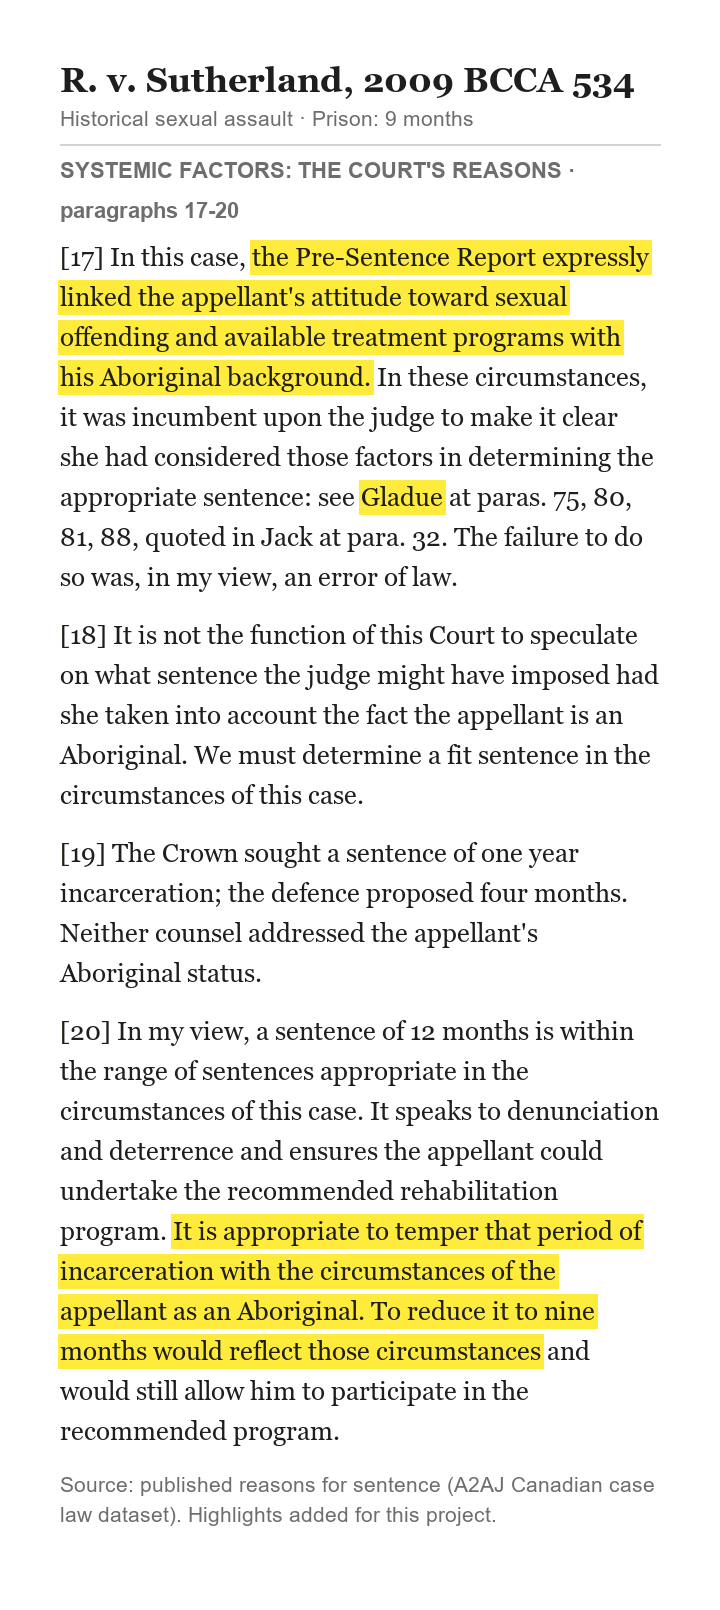 R. v. Sutherland, 2009 BCCA 534
Historical sexual assault · Prison: 9 months
SYSTEMIC FACTORS: THE COURT'S REASONS ·
paragraphs 17-20
[17] In this case, the Pre-Sentence Report expressly
linked the appellant's attitude toward sexual
offending and available treatment programs with
his Aboriginal background. In these circumstances,
it was incumbent upon the judge to make it clear
she had considered those factors in determining the
appropriate sentence: see Gladue at paras. 75, 80,
81, 88, quoted in Jack at para. 32. The failure to do
so was, in my view, an error of law.
[18] It is not the function of this Court to speculate
on what sentence the judge might have imposed had
she taken into account the fact the appellant is an
Aboriginal. We must determine a fit sentence in the
circumstances of this case.
[19] The Crown sought a sentence of one year
incarceration; the defence proposed four months.
Neither counsel addressed the appellant's
Aboriginal status.
[20] In my view, a sentence of 12 months is within
the range of sentences appropriate in the
circumstances of this case. It speaks to denunciation
and deterrence and ensures the appellant could
undertake the recommended rehabilitation
program. It is appropriate to temper that period of
incarceration with the circumstances of the
appellant as an Aboriginal. To reduce it to nine
months would reflect those circumstances and
would still allow him to participate in the
recommended program.
Source: published reasons for sentence (A2AJ Canadian case
law dataset). Highlights added for this project.